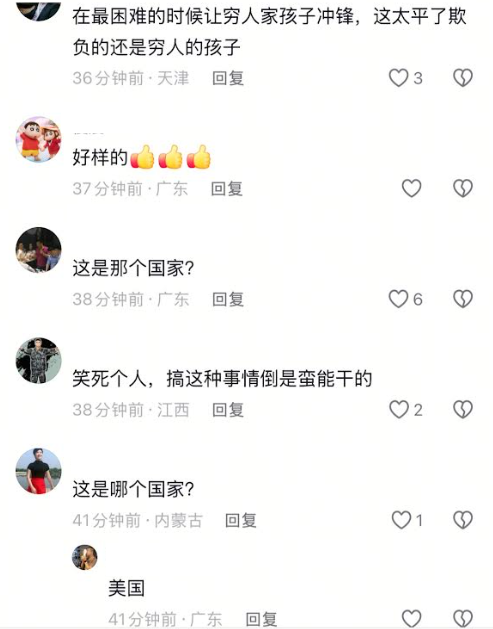 在最困难的时候让穷人家孩子冲锋，这太平了欺
负的还是穷人的孩子
36分钟前·天津 回复 3
好样的👍👍👍
37分钟前·广东 回复
这是那个国家？
38分钟前·广东 回复 6
笑死个人，搞这种事情倒是蛮能干的
38分钟前·江西 回复 2
这是哪个国家？
41分钟前·内蒙古 回复 1
美国
41分钟前·广东 回复